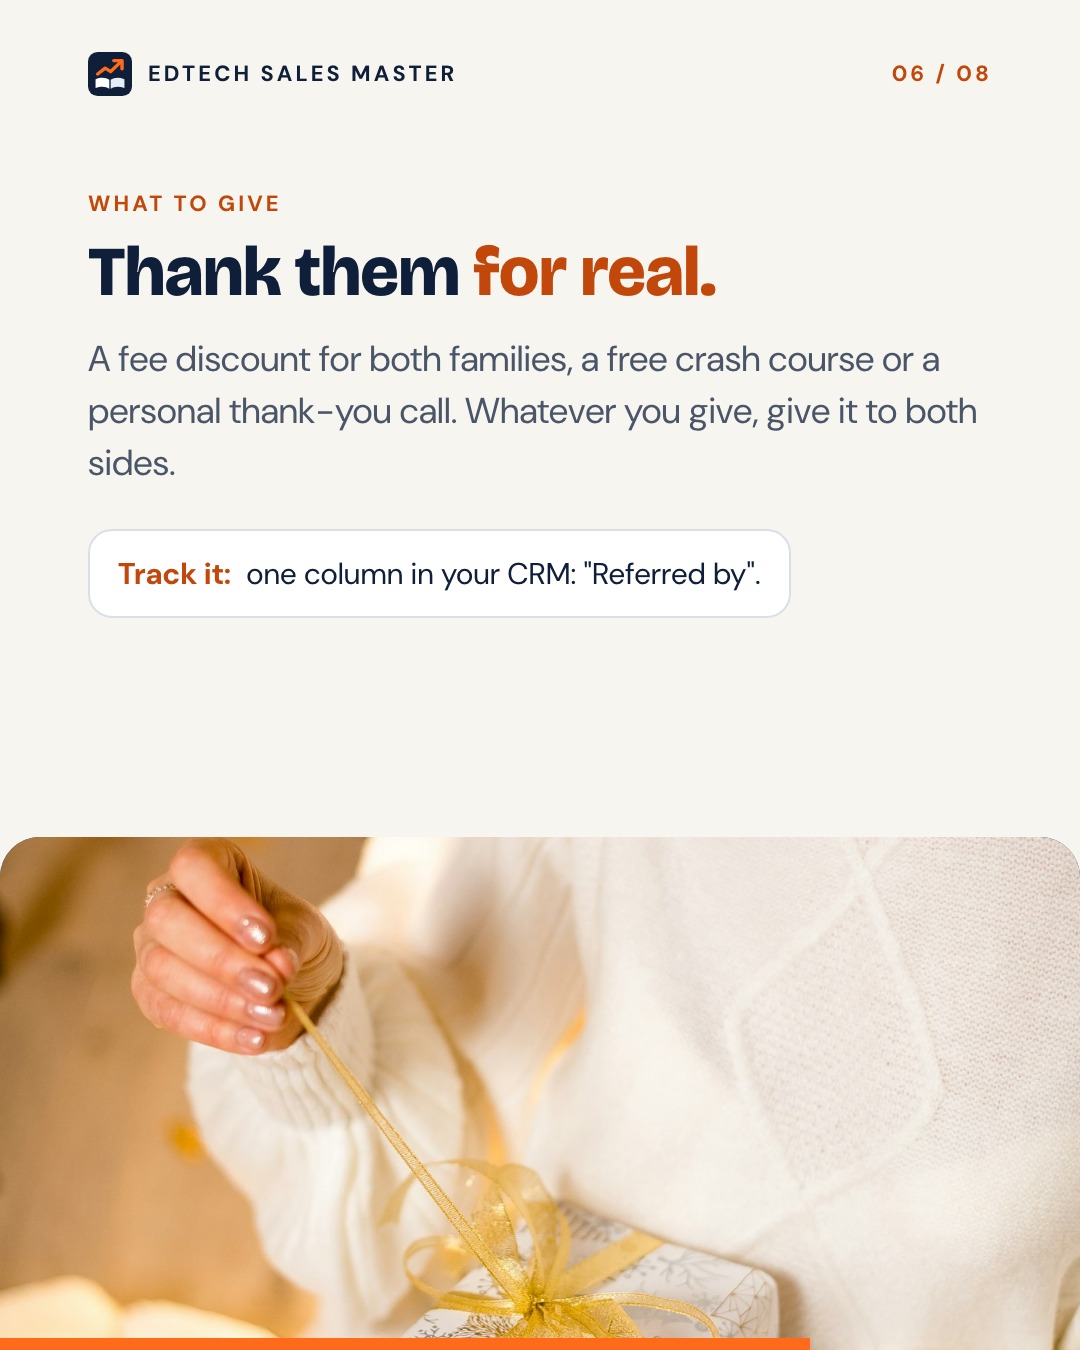 EDTECH SALES MASTER
06 / 08
WHAT TO GIVE
Thank them for real.
A fee discount for both families, a free crash course or a
personal thank-you call. Whatever you give, give it to both
sides.
Track it: one column in your CRM: "Referred by".